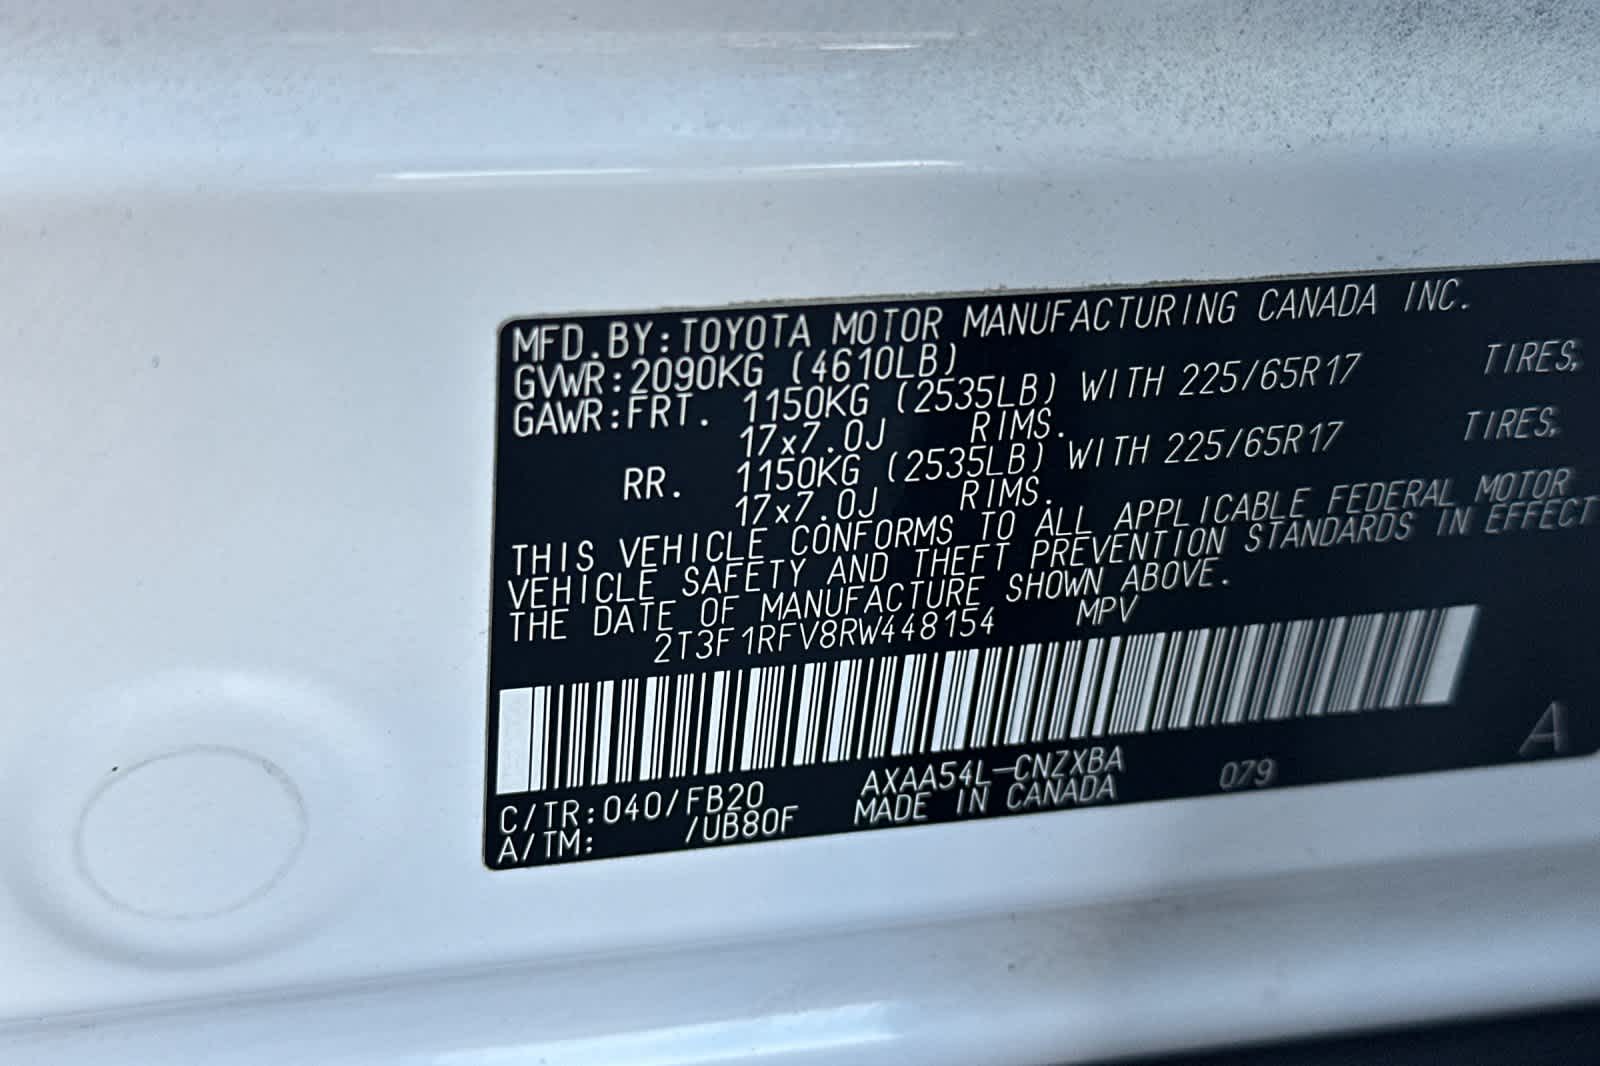 MFD.BY:TOYOTA MOTOR MANUFACTURING CANADA INC.
GVWR:2090KG (4610LB)
GAWR:FRT. 1150KG (2535LB) WITH 225/65R17 TIRES,
17x7.0J RIMS.
RR. 1150KG (2535LB) WITH 225/65R17 TIRES,
17x7.0J RIMS.
THIS VEHICLE CONFORMS TO ALL APPLICABLE FEDERAL MOTOR
VEHICLE SAFETY AND THEFT PREVENTION STANDARDS IN EFFECT
THE DATE OF MANUFACTURE SHOWN ABOVE.
2T3F1RFV8RW448154 MPV
C/TR:040/FB20 AXAA54L-CNZXBA 079 A
A/TM: /UB80F MADE IN CANADA